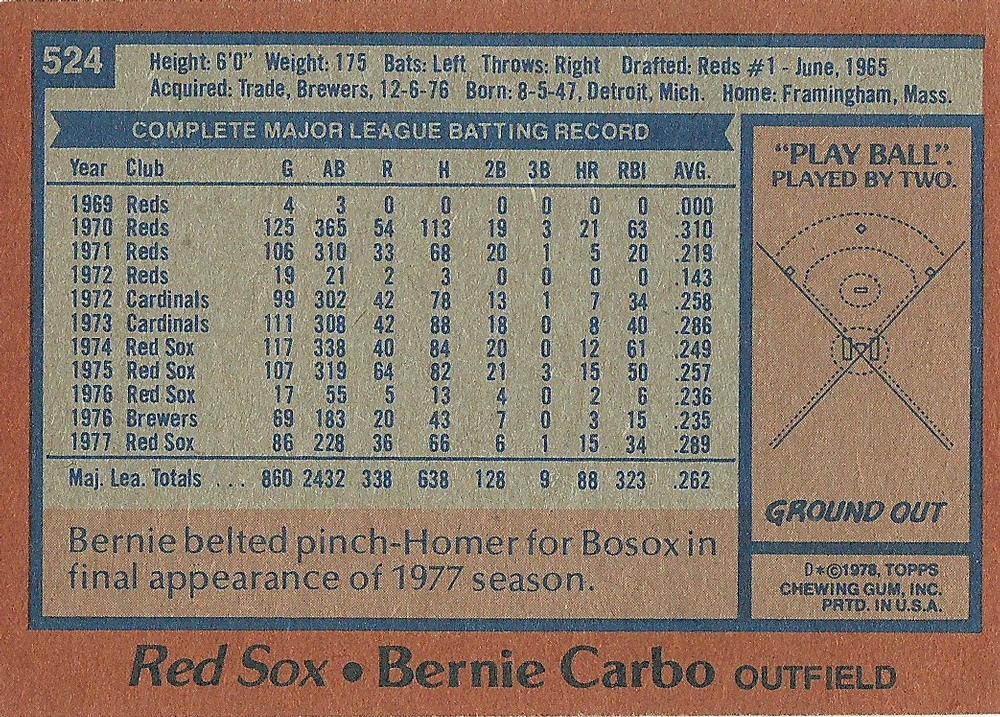 524
Height: 6'0" Weight: 175 Bats: Left Throws: Right Drafted: Reds #1 - June, 1965
Acquired: Trade, Brewers, 12-6-76 Born: 8-5-47, Detroit, Mich. Home: Framingham, Mass.
COMPLETE MAJOR LEAGUE BATTING RECORD
Year Club G AB R H 2B 3B HR RBI AVG.
1969 Reds 4 3 0 0 0 0 0 0 .000
1970 Reds 125 365 54 113 19 3 21 63 .310
1971 Reds 106 310 33 68 20 1 5 20 .219
1972 Reds 19 21 2 3 0 0 0 0 .143
1972 Cardinals 99 302 42 78 13 1 7 34 .258
1973 Cardinals 111 308 42 88 18 0 8 40 .286
1974 Red Sox 117 338 40 84 20 0 12 61 .249
1975 Red Sox 107 319 64 82 21 3 15 50 .257
1976 Red Sox 17 55 5 13 4 0 2 6 .236
1976 Brewers 69 183 20 43 7 0 3 15 .235
1977 Red Sox 86 228 36 66 6 1 15 34 .289
Maj. Lea. Totals . . . 860 2432 338 638 128 9 88 323 .262
Bernie belted pinch-Homer for Bosox in
final appearance of 1977 season.
"PLAY BALL".
PLAYED BY TWO.
GROUND OUT
D*©1978, TOPPS
CHEWING GUM, INC.
PRTD. IN U.S.A.
Red Sox • Bernie Carbo OUTFIELD